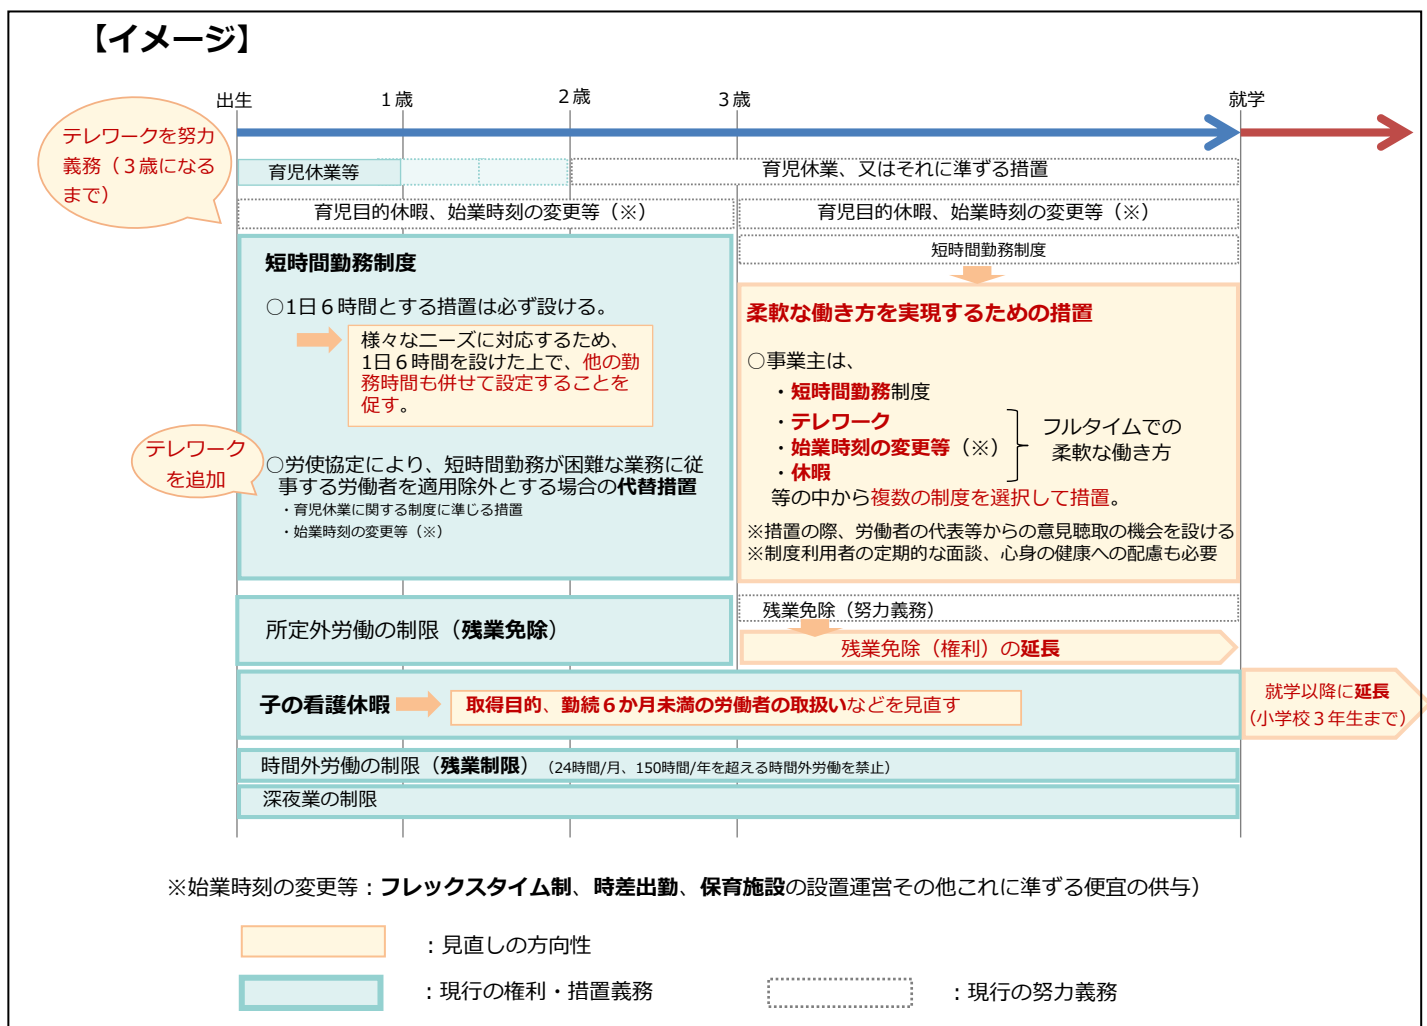 【イメージ】
出生
1歳
2歳
3歳
就学
テレワークを努力
義務（３歳になる
まで）
育児休業等
育児休業、又はそれに準ずる措置
育児目的休暇、始業時刻の変更等（※）
育児目的休暇、始業時刻の変更等（※）
短時間勤務制度
○1日６時間とする措置は必ず設ける。
様々なニーズに対応するため、
1日６時間を設けた上で、他の勤
務時間も併せて設定することを
促す。
テレワーク
を追加
○労使協定により、短時間勤務が困難な業務に従
事する労働者を適用除外とする場合の代替措置
・育児休業に関する制度に準じる措置
・始業時刻の変更等（※）
短時間勤務制度
柔軟な働き方を実現するための措置
○事業主は、
・短時間勤務制度
・テレワーク
・始業時刻の変更等（※）
・休暇
フルタイムでの
柔軟な働き方
等の中から複数の制度を選択して措置。
※措置の際、労働者の代表等からの意見聴取の機会を設ける
※制度利用者の定期的な面談、心身の健康への配慮も必要
所定外労働の制限（残業免除）
残業免除（努力義務）
残業免除（権利）の延長
子の看護休暇
取得目的、勤続６か月未満の労働者の取扱いなどを見直す
就学以降に延長
（小学校３年生まで）
時間外労働の制限（残業制限）（24時間/月、150時間/年を超える時間外労働を禁止）
深夜業の制限
※始業時刻の変更等：フレックスタイム制、時差出勤、保育施設の設置運営その他これに準ずる便宜の供与）
：見直しの方向性
：現行の権利・措置義務
：現行の努力義務